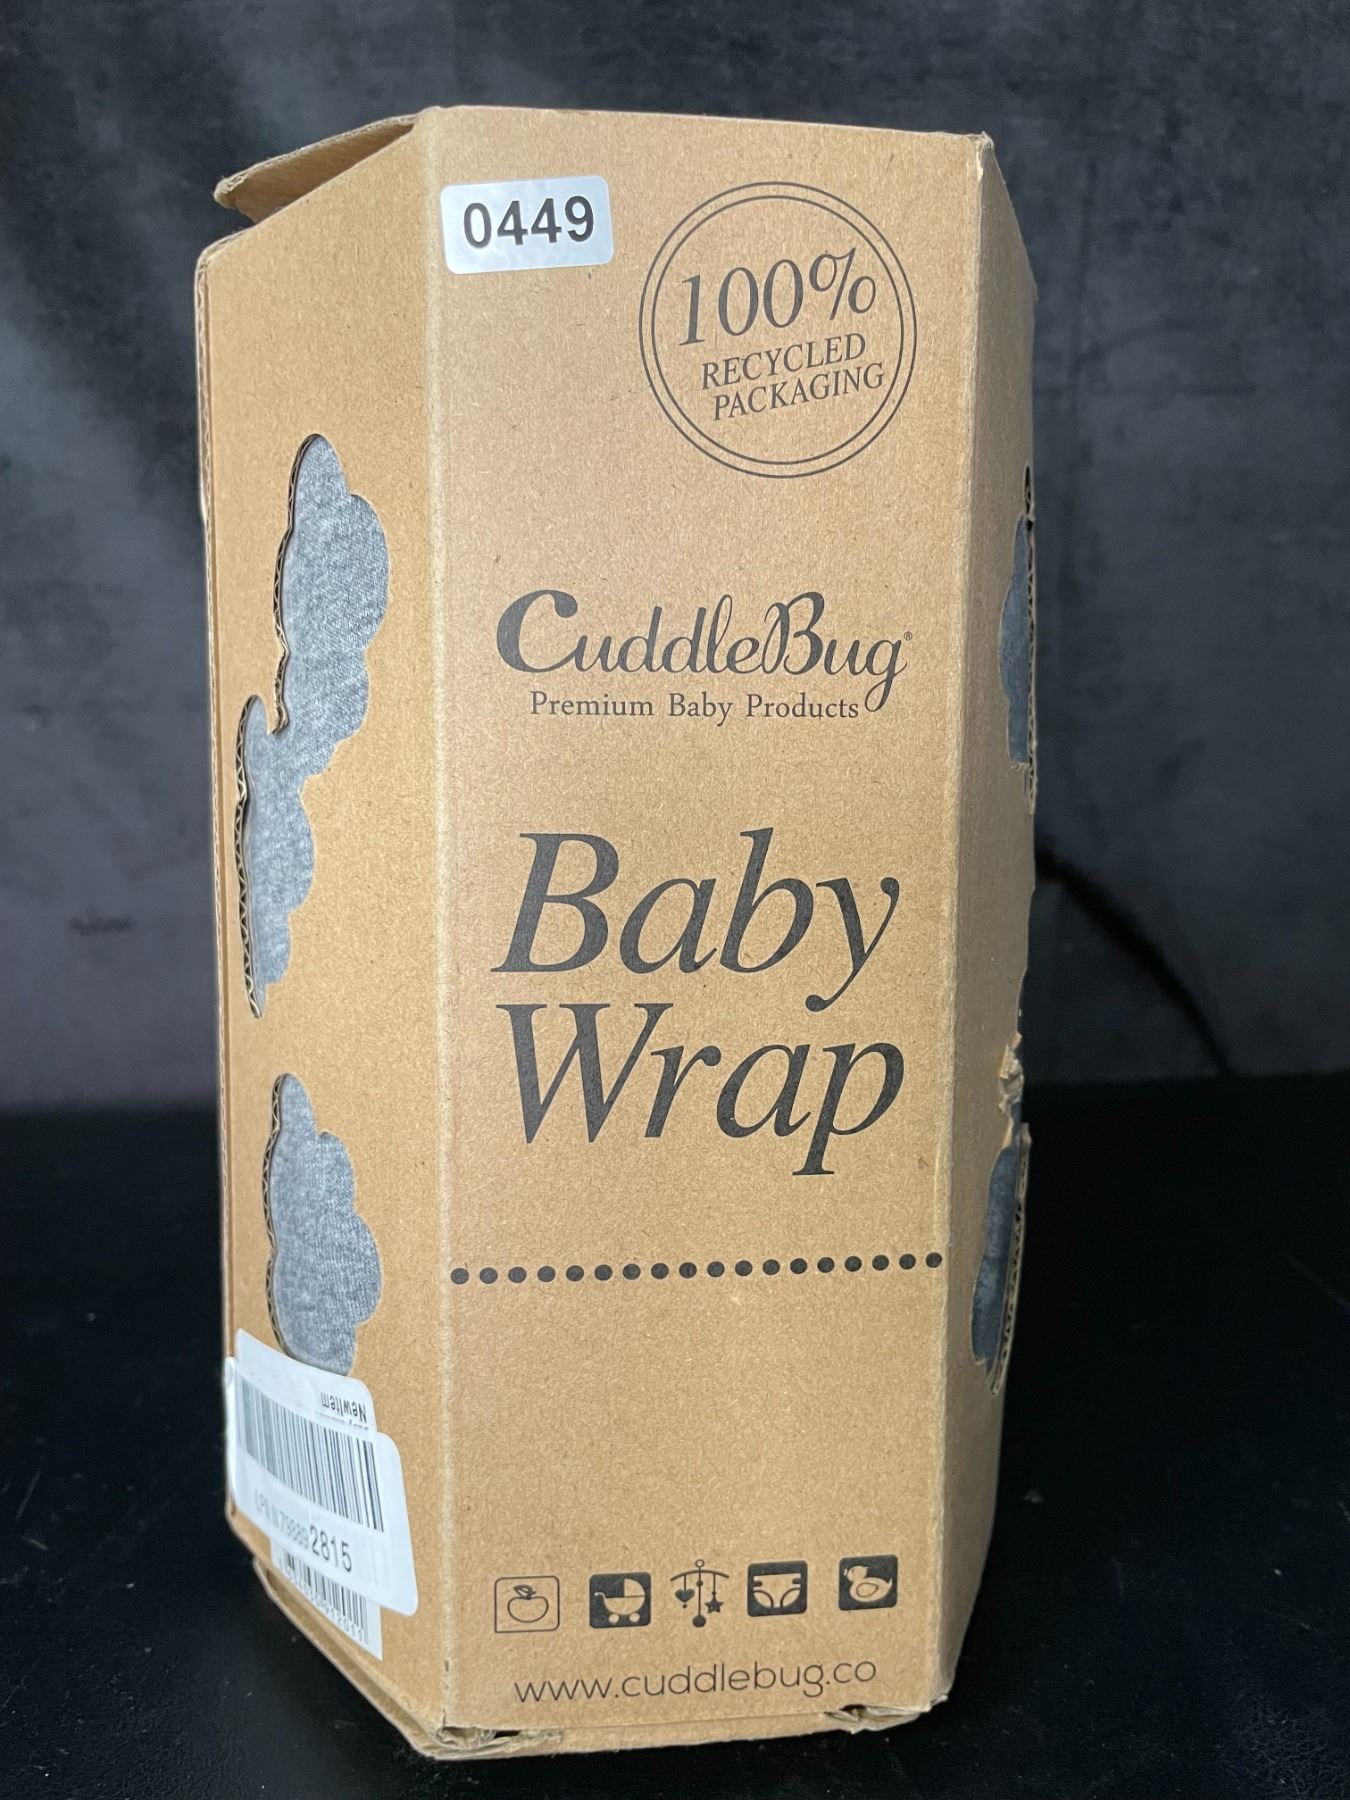 0449
100%
RECYCLED
PACKAGING
CuddleBug®
Premium Baby Products
Baby
Wrap
NewItem
2815
www.cuddlebug.co